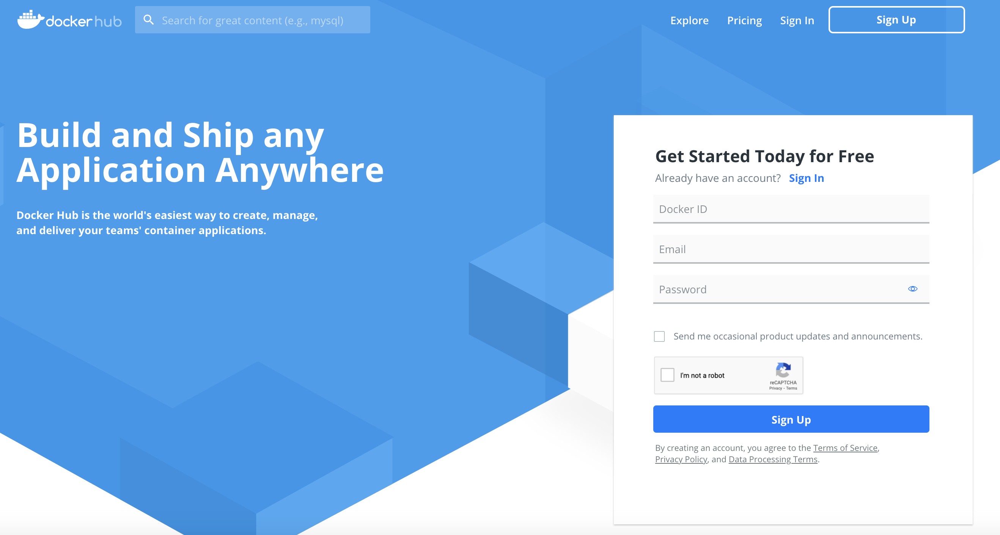 docker hub
Search for great content (e.g., mysql)
Explore
Pricing
Sign In
Sign Up
Build and Ship any
Application Anywhere
Docker Hub is the world's easiest way to create, manage,
and deliver your teams' container applications.
Get Started Today for Free
Already have an account? Sign In
Docker ID
Email
Password
Send me occasional product updates and announcements.
I'm not a robot
reCAPTCHA
Privacy - Terms
Sign Up
By creating an account, you agree to the Terms of Service,
Privacy Policy, and Data Processing Terms.